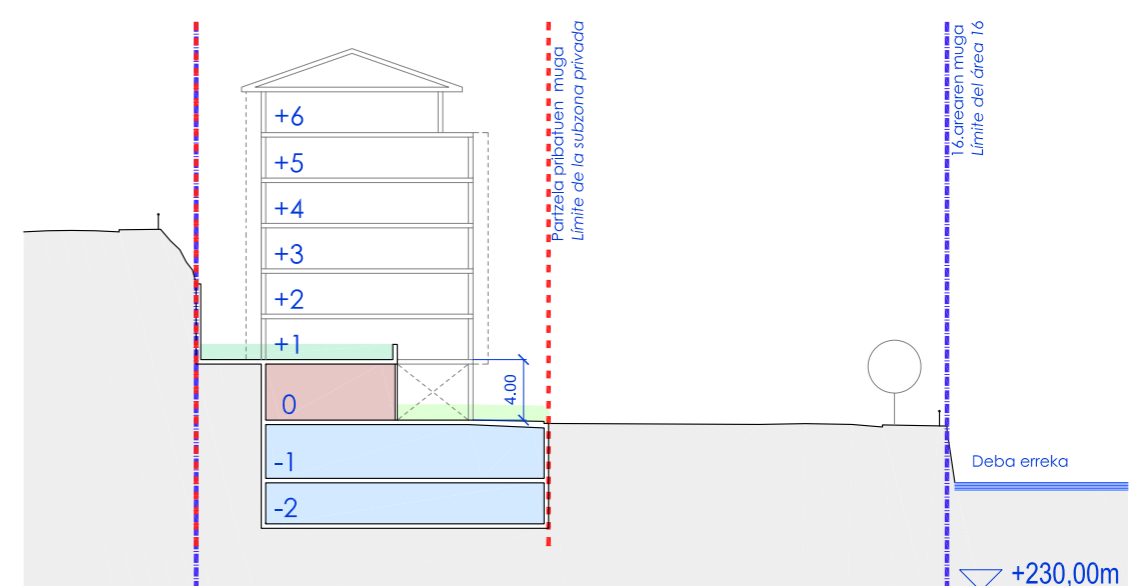 +6
+5
+4
+3
+2
+1
0
-1
-2
4.00
Partzela pribatuen muga
Límite de la subzona privada
16.arearen muga
Límite del área 16
Deba erreka
+230,00m